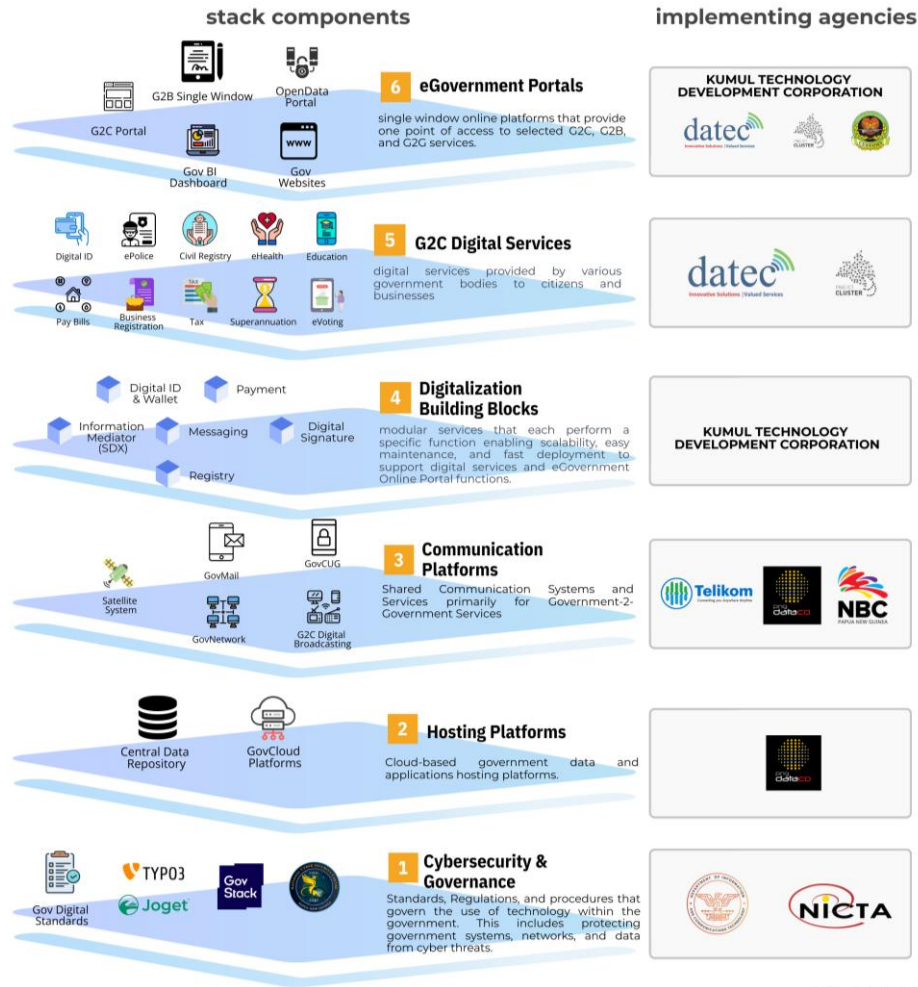 stack components
implementing agencies
G2B Single Window
OpenData
Portal
G2C Portal
Gov BI
Dashboard
www
Gov
Websites
6
eGovernment Portals
single window online platforms that provide
one point of access to selected G2C, G2B,
and G2G services.
KUMUL TECHNOLOGY
DEVELOPMENT CORPORATION
datec
Innovative Solutions | Valued Services
PNG ICT
CLUSTER
Digital ID
ePolice
Civil Registry
eHealth
Education
Pay Bills
Business
Registration
TAX
Tax
Superannuation
eVoting
5
G2C Digital Services
digital services provided by various
government bodies to citizens and
businesses
datec
Innovative Solutions | Valued Services
PNG ICT
CLUSTER
Digital ID
& Wallet
Payment
Information
Mediator
(SDX)
Messaging
Digital
Signature
Registry
4
Digitalization
Building Blocks
modular services that each perform a
specific function enabling scalability, easy
maintenance, and fast deployment to
support digital services and eGovernment
Online Portal functions.
KUMUL TECHNOLOGY
DEVELOPMENT CORPORATION
GovMail
GovCUG
Satellite
System
GovNetwork
G2C Digital
Broadcasting
3
Communication
Platforms
Shared Communication Systems and
Services primarily for Government-2-
Government Services
Telikom
png
dataco
NBC
PAPUA NEW GUINEA
Central Data
Repository
GovCloud
Platforms
2
Hosting Platforms
Cloud-based government data and
applications hosting platforms.
png
dataco
Gov Digital
Standards
TYPO3
Joget
Gov
Stack
1
Cybersecurity &
Governance
Standards, Regulations, and procedures that
govern the use of technology within the
government. This includes protecting
government systems, networks, and data
from cyber threats.
NICTA